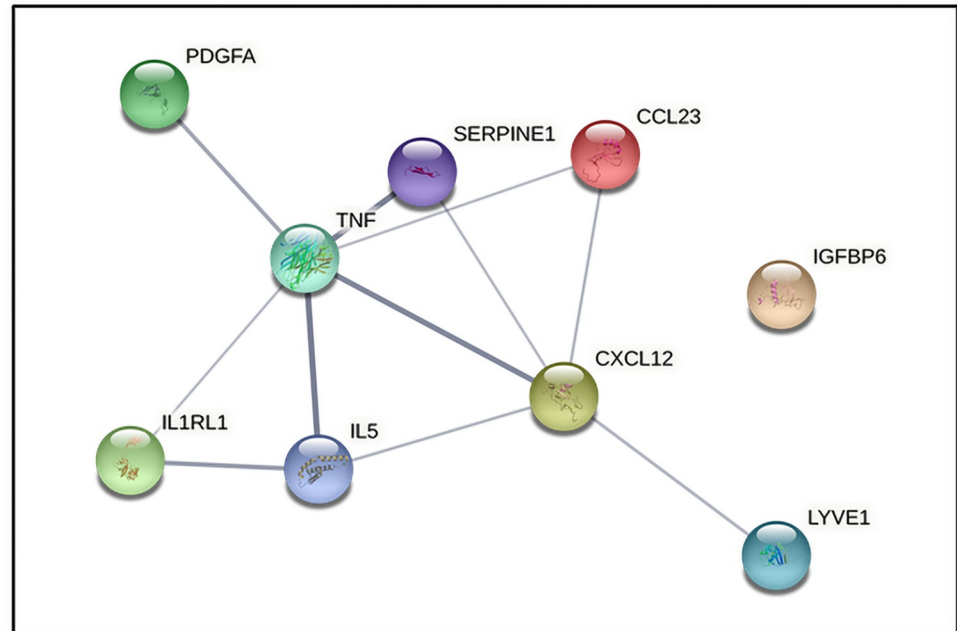 PDGFA
SERPINE1
CCL23
TNF
IGFBP6
CXCL12
IL1RL1
IL5
LYVE1